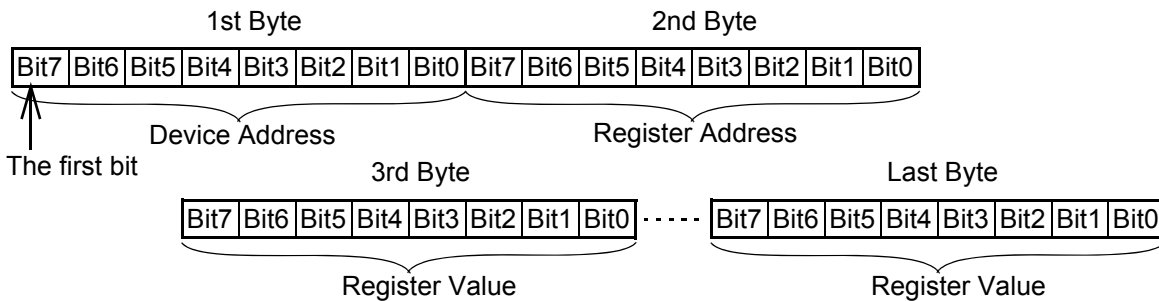 1st Byte 2nd Byte
Bit7 Bit6 Bit5 Bit4 Bit3 Bit2 Bit1 Bit0 Bit7 Bit6 Bit5 Bit4 Bit3 Bit2 Bit1 Bit0
Device Address Register Address
The first bit
3rd Byte Last Byte
Bit7 Bit6 Bit5 Bit4 Bit3 Bit2 Bit1 Bit0 Bit7 Bit6 Bit5 Bit4 Bit3 Bit2 Bit1 Bit0
Register Value Register Value